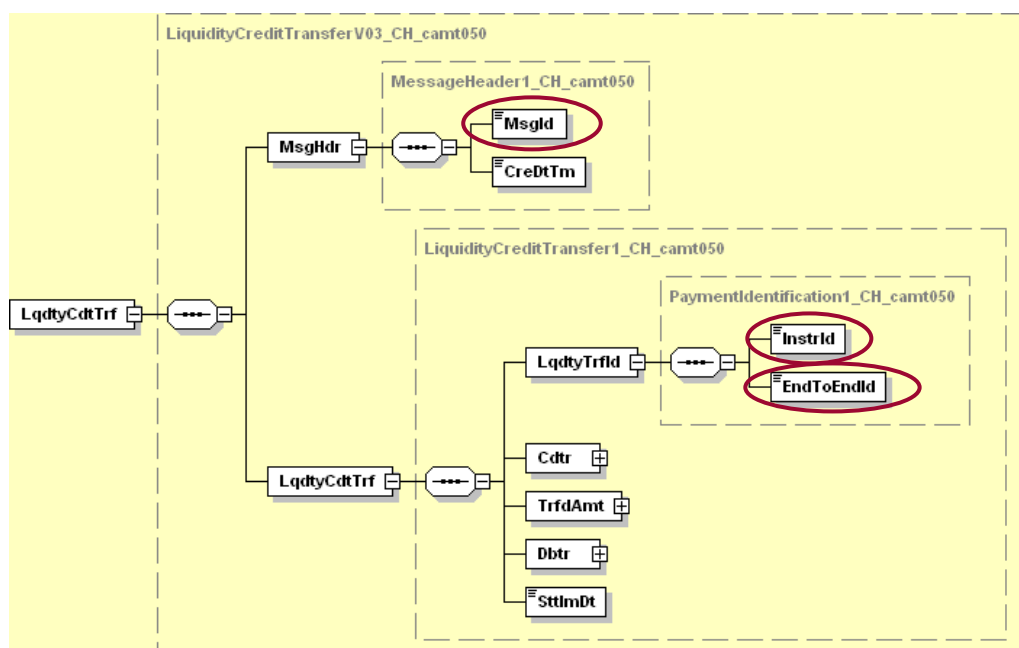 LiquidityCreditTransferV03_CH_camt050
MessageHeader1_CH_camt050
MsgId
MsgHdr
CreDtTm
LiquidityCreditTransfer1_CH_camt050
PaymentIdentification1_CH_camt050
LqdtyCdtTrf
InstrId
LqdtyTrfId
EndToEndId
Cdtr
LqdtyCdtTrf
TrfdAmt
Dbtr
SttlmDt